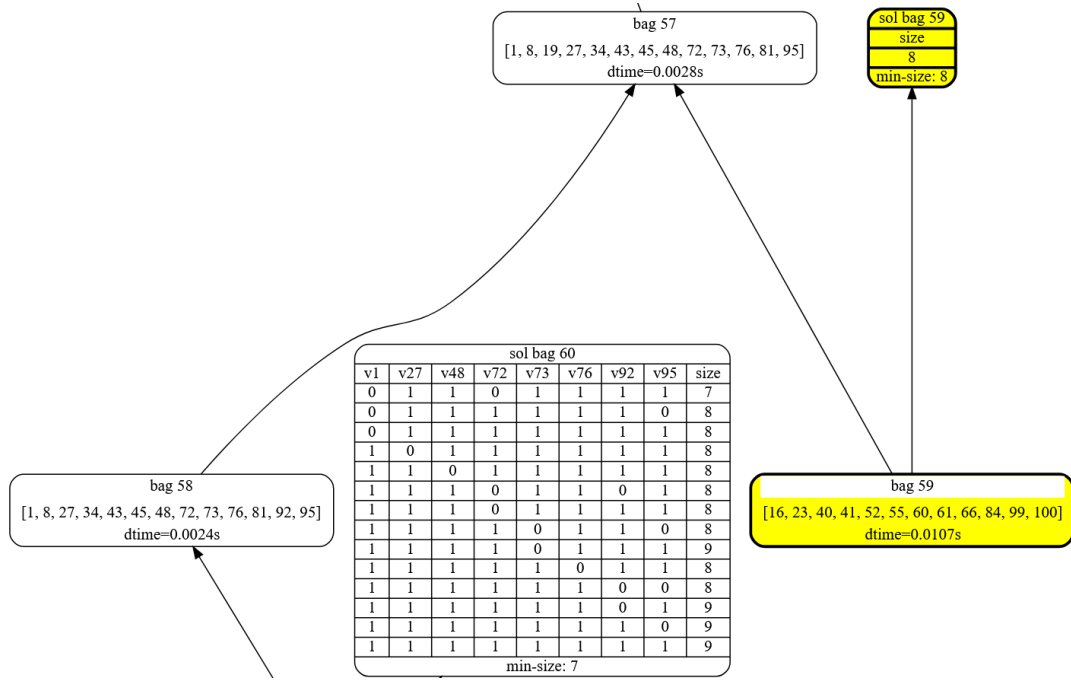 bag 57
[1, 8, 19, 27, 34, 43, 45, 48, 72, 73, 76, 81, 95]
dtime=0.0028s
sol bag 59
size
8
min-size: 8
sol bag 60
v1 v27 v48 v72 v73 v76 v92 v95 size
0 1 1 0 1 1 1 1 7
0 1 1 1 1 1 1 0 8
0 1 1 1 1 1 1 1 8
1 0 1 1 1 1 1 1 8
1 1 0 1 1 1 1 1 8
1 1 1 0 1 1 0 1 8
1 1 1 0 1 1 1 1 8
1 1 1 1 0 1 1 0 8
1 1 1 1 0 1 1 1 9
1 1 1 1 1 0 1 1 8
1 1 1 1 1 1 0 0 8
1 1 1 1 1 1 0 1 9
1 1 1 1 1 1 1 0 9
1 1 1 1 1 1 1 1 9
min-size: 7
bag 58
[1, 8, 27, 34, 43, 45, 48, 72, 73, 76, 81, 92, 95]
dtime=0.0024s
bag 59
[16, 23, 40, 41, 52, 55, 60, 61, 66, 84, 99, 100]
dtime=0.0107s